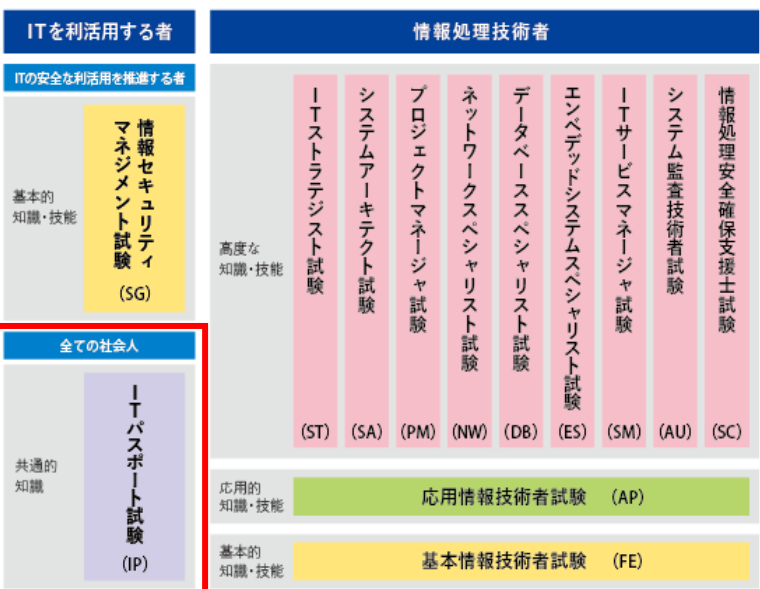 ITを利活用する者
ITの安全な利活用を推進する者
基本的
知識・技能
情報セキュリティ
マネジメント試験
(SG)
全ての社会人
共通的
知識
ITパスポート試験
(IP)
情報処理技術者
高度な
知識・技能
ITストラテジスト試験
(ST)
システムアーキテクト試験
(SA)
プロジェクトマネージャ試験
(PM)
ネットワークスペシャリスト試験
(NW)
データベーススペシャリスト試験
(DB)
エンベデッドシステムスペシャリスト試験
(ES)
ITサービスマネージャ試験
(SM)
システム監査技術者試験
(AU)
情報処理安全確保支援士試験
(SC)
応用的
知識・技能
応用情報技術者試験 (AP)
基本的
知識・技能
基本情報技術者試験 (FE)